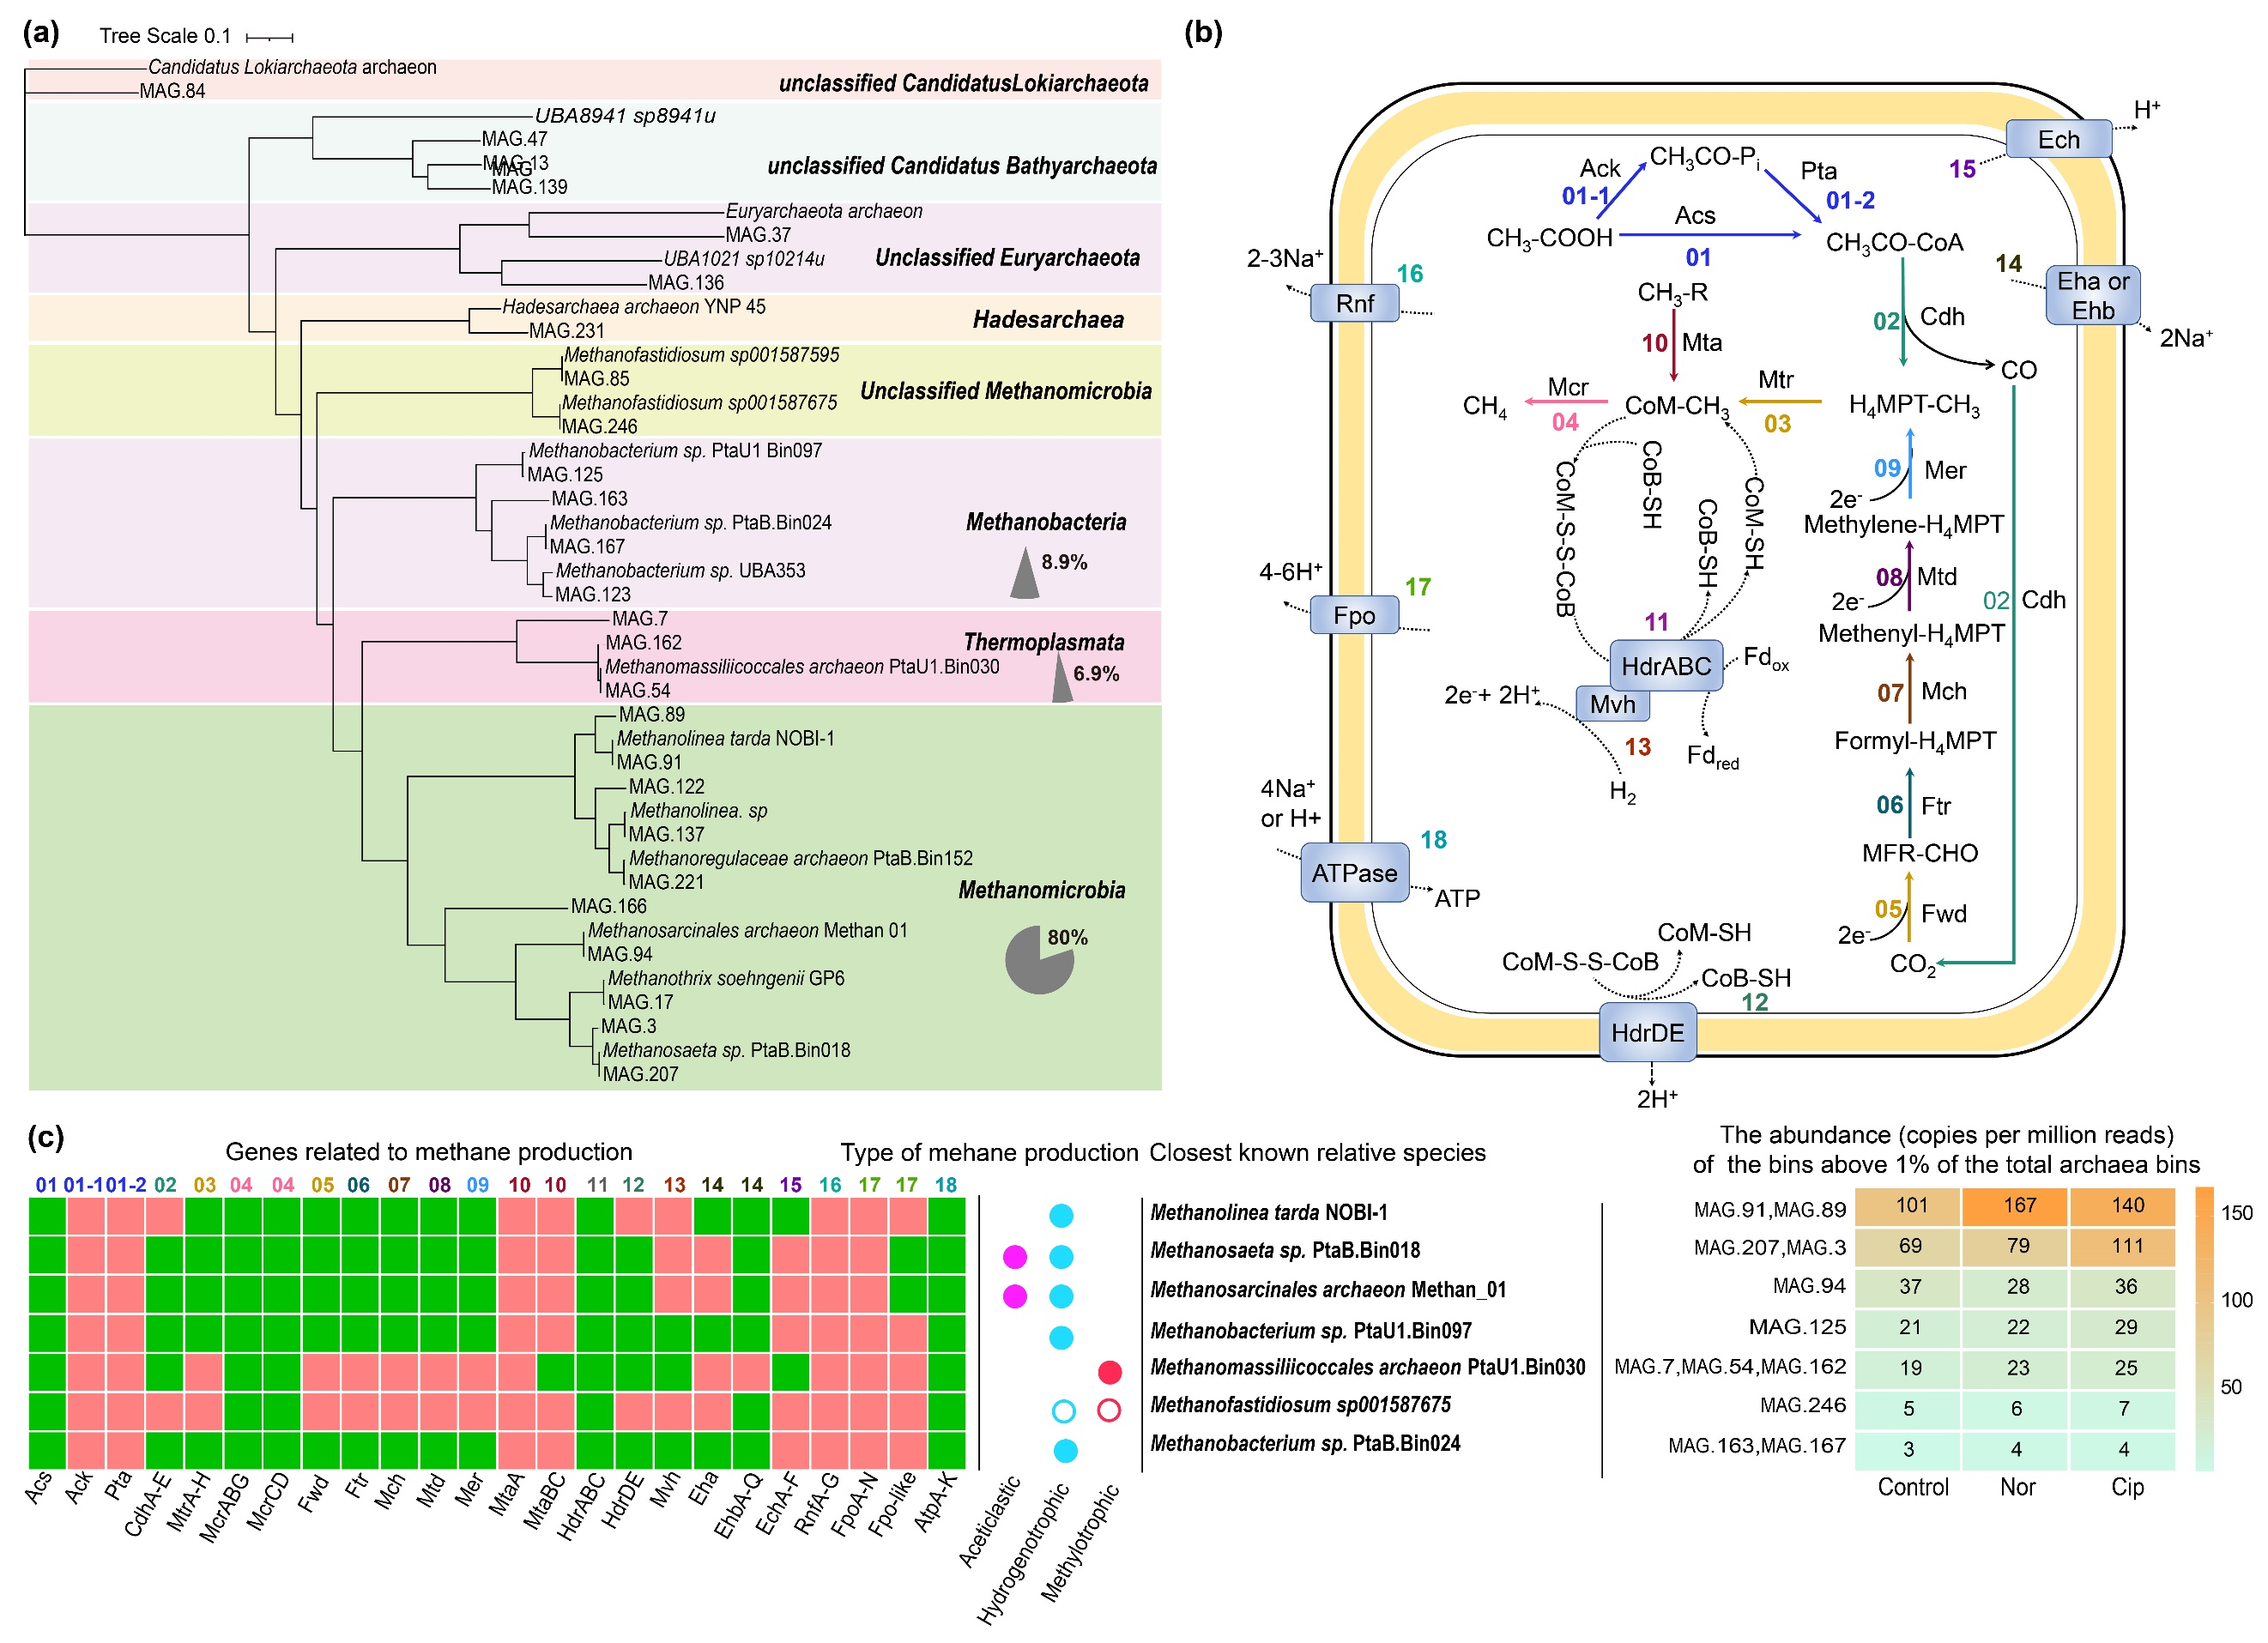 (a)
Tree Scale 0.1
Candidatus Lokiarchaeota archaeon
MAG.84
unclassified CandidatusLokiarchaeota
UBA8941 sp8941u
MAG.47
MAG.13
MAG
MAG.139
unclassified Candidatus Bathyarchaeota
Euryarchaeota archaeon
MAG.37
UBA1021 sp10214u
MAG.136
Unclassified Euryarchaeota
Hadesarchaea archaeon YNP 45
MAG.231
Hadesarchaea
Methanofastidiosum sp001587595
MAG.85
Methanofastidiosum sp001587675
MAG.246
Unclassified Methanomicrobia
Methanobacterium sp. PtaU1 Bin097
MAG.125
MAG.163
Methanobacterium sp. PtaB.Bin024
MAG.167
Methanobacterium sp. UBA353
MAG.123
Methanobacteria
8.9%
MAG.7
MAG.162
Methanomassiliicoccales archaeon PtaU1.Bin030
MAG.54
Thermoplasmata
6.9%
MAG.89
Methanolinea tarda NOBI-1
MAG.91
MAG.122
Methanolinea. sp
MAG.137
Methanoregulaceae archaeon PtaB.Bin152
MAG.221
MAG.166
Methanosarcinales archaeon Methan 01
MAG.94
Methanothrix soehngenii GP6
MAG.17
MAG.3
Methanosaeta sp. PtaB.Bin018
MAG.207
Methanomicrobia
80%
(b)
H+
Ech
15
Ack
01-1
CH3CO-Pi
Pta
01-2
CH3-COOH
Acs
01
CH3CO-CoA
14
Eha or
Ehb
2Na+
2-3Na+
16
Rnf
CH3-R
10 Mta
02 Cdh
CO
CH4
Mcr
04
CoM-CH3
Mtr
03
H4MPT-CH3
CoM-S-S-CoB
CoB-SH
CoB-SH
CoM-SH
09 Mer
2e-
Methylene-H4MPT
08 Mtd
2e-
Methenyl-H4MPT
02 Cdh
4-6H+
17
Fpo
11
HdrABC
Fdox
Mvh
2e-+ 2H+
13
Fdred
H2
07 Mch
Formyl-H4MPT
06 Ftr
MFR-CHO
05 Fwd
2e-
CO2
4Na+
or H+
18
ATPase
ATP
CoM-SH
CoM-S-S-CoB
CoB-SH
12
HdrDE
2H+
(c)
Genes related to methane production
Type of mehane production
Closest known relative species
The abundance (copies per million reads)
of the bins above 1% of the total archaea bins
01 01-1 01-2 02 03 04 04 05 06 07 08 09 10 10 11 12 13 14 14 15 16 17 17 18
Methanolinea tarda NOBI-1
Methanosaeta sp. PtaB.Bin018
Methanosarcinales archaeon Methan_01
Methanobacterium sp. PtaU1.Bin097
Methanomassiliicoccales archaeon PtaU1.Bin030
Methanofastidiosum sp001587675
Methanobacterium sp. PtaB.Bin024
MAG.91,MAG.89 101 167 140
MAG.207,MAG.3 69 79 111
MAG.94 37 28 36
MAG.125 21 22 29
MAG.7,MAG.54,MAG.162 19 23 25
MAG.246 5 6 7
MAG.163,MAG.167 3 4 4
Control Nor Cip
150
100
50
Acs Ack Pta CdhA-E MtrA-H McrABG McrCD Fwd Ftr Mch Mtd Mer MtaA MtaBC HdrABC HdrDE Mvh Eha EhbA-Q EchA-F RnfA-G FpoA-N Fpo-like AtpA-K
Aceticlastic
Hydrogenotrophic
Methylotrophic